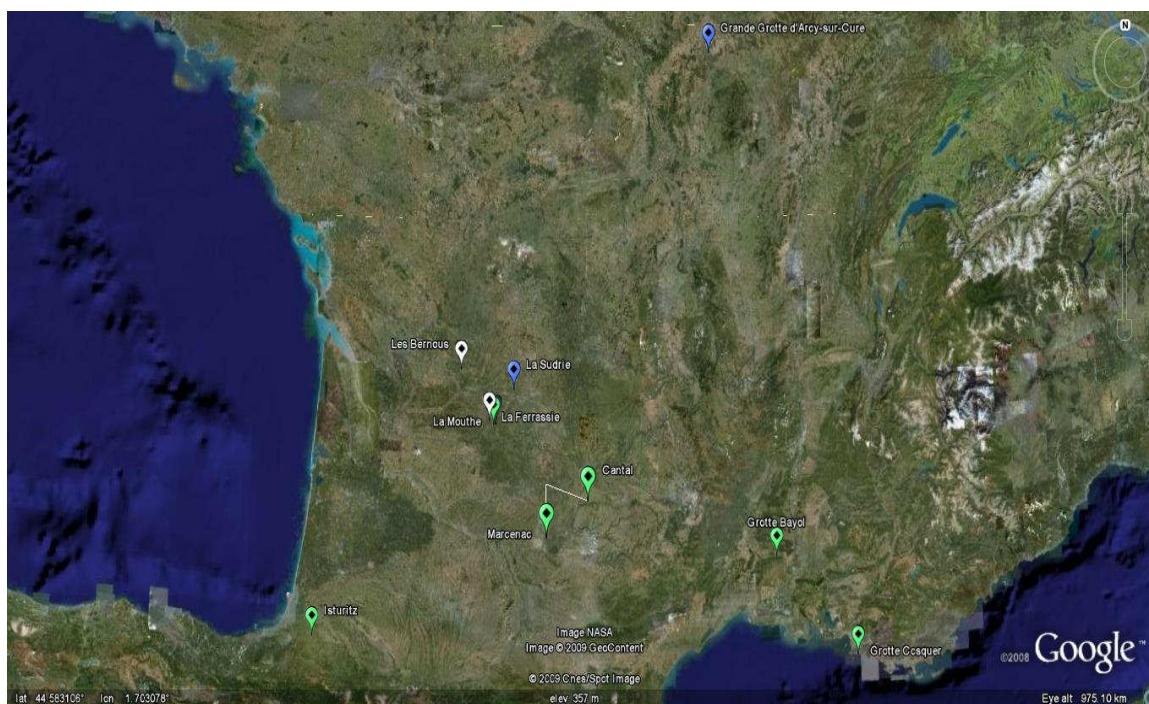 Grande Grotte d'Arcy-sur-Cure
N
Les Bernous
La Sudrie
La Mouthe
La Ferrassie
Cantal
Marcenac
Grotte Bayol
Isturitz
Grotte Cosquer
Image NASA
Image © 2009 GeoContent
© 2009 Cnes/Spot Image
©2008 Google™
lat 44.583106° lon 1.703078°
elev 357 m
Eye alt 975.10 km